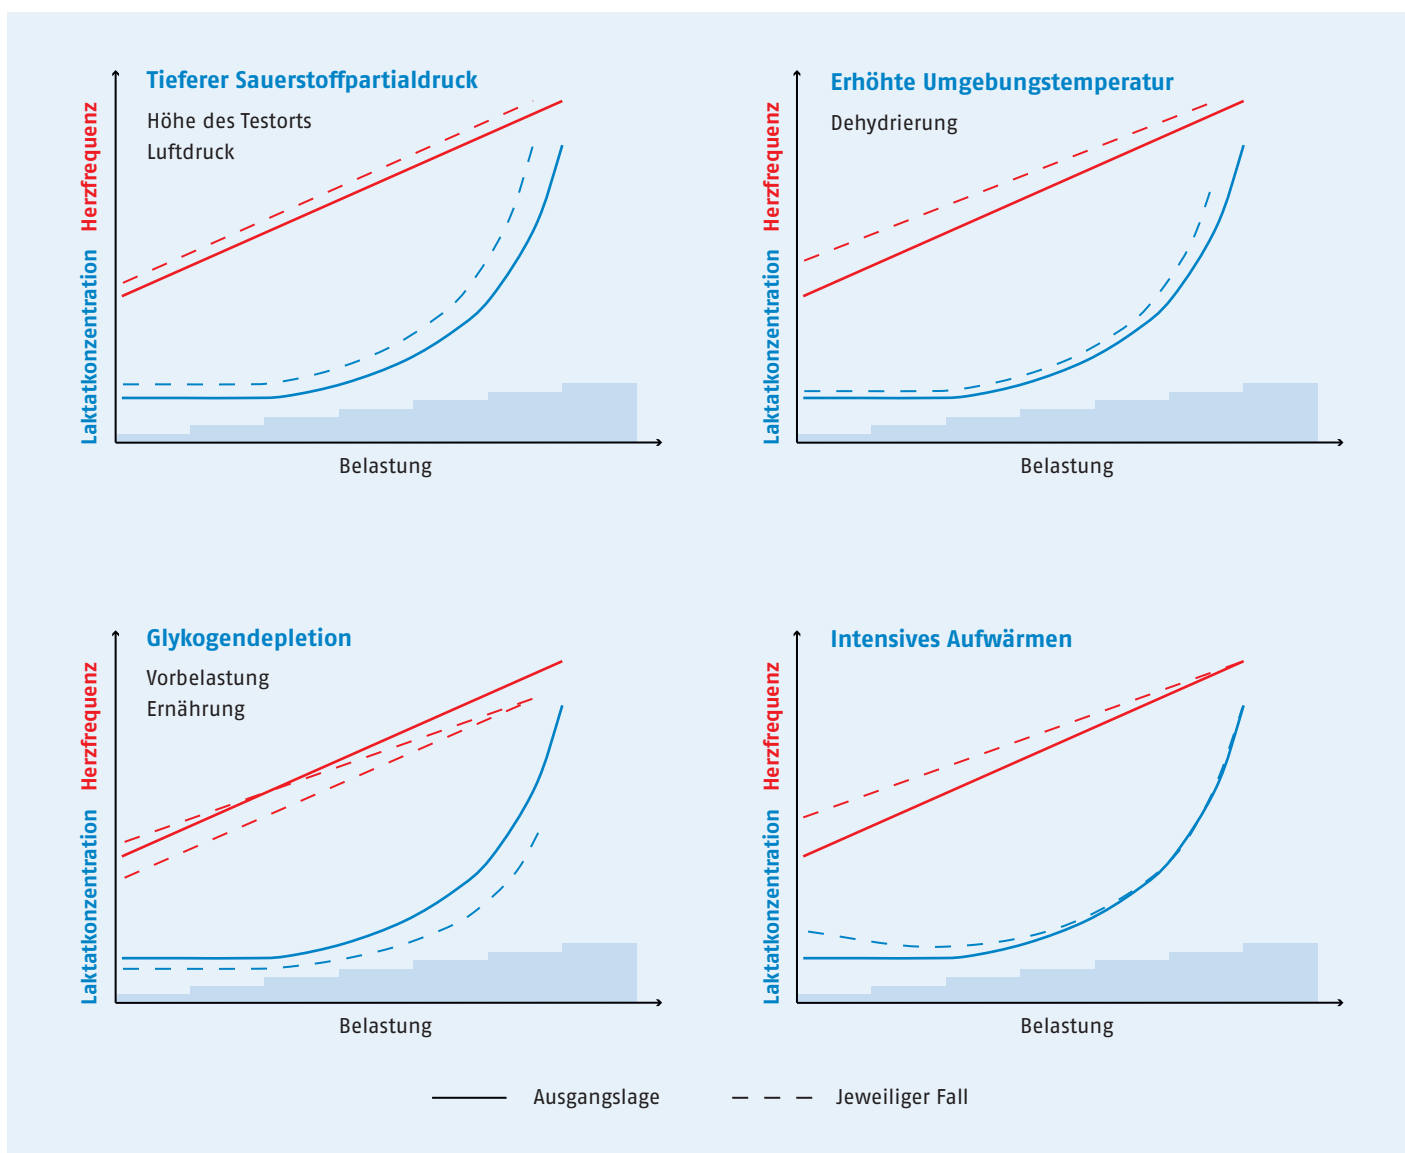 Tieferer Sauerstoffpartialdruck
Höhe des Testorts
Luftdruck
Herzfrequenz
Laktatkonzentration
Belastung
Erhöhte Umgebungstemperatur
Dehydrierung
Herzfrequenz
Laktatkonzentration
Belastung
Glykogendepletion
Vorbelastung
Ernährung
Herzfrequenz
Laktatkonzentration
Belastung
Intensives Aufwärmen
Herzfrequenz
Laktatkonzentration
Belastung
Ausgangslage
Jeweiliger Fall